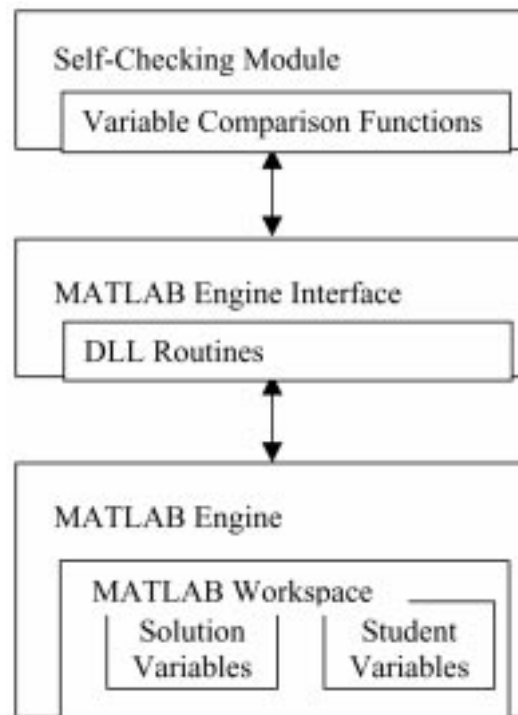 Self-Checking Module
Variable Comparison Functions
MATLAB Engine Interface
DLL Routines
MATLAB Engine
MATLAB Workspace
Solution
Variables
Student
Variables